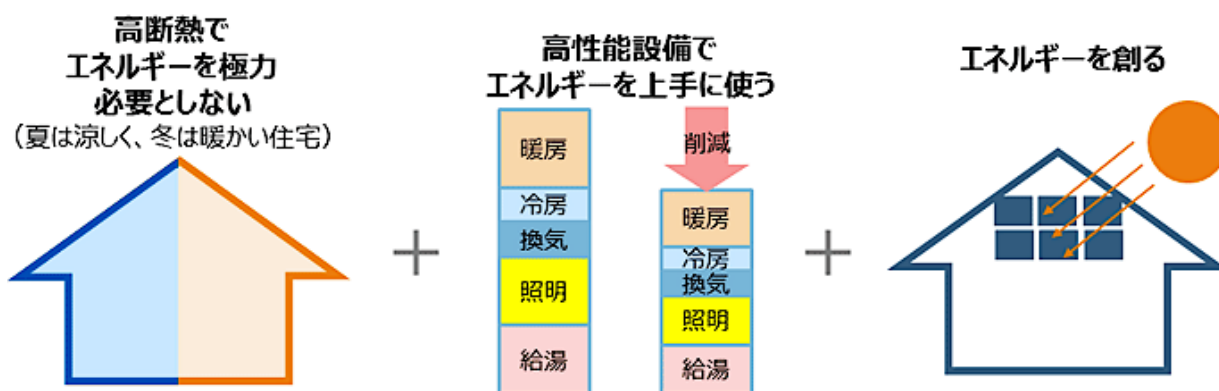 高断熱で
エネルギーを極力
必要としない
（夏は涼しく、冬は暖かい住宅）
高性能設備で
エネルギーを上手に使う
暖房
冷房
換気
照明
給湯
削減
暖房
冷房
換気
照明
給湯
エネルギーを創る